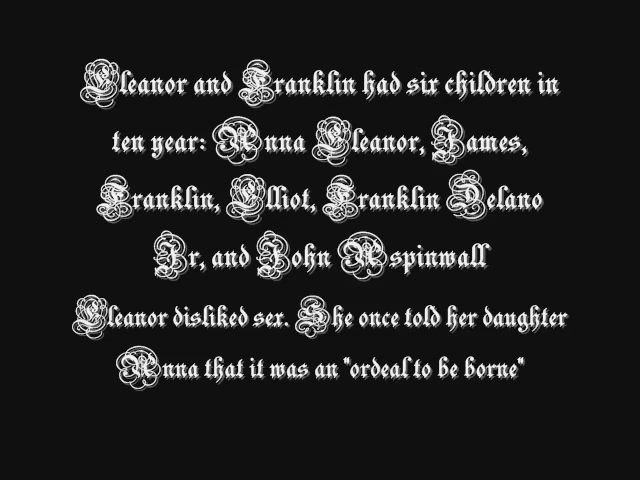 Eleanor and Franklin had six children in
ten year: Anna Eleanor, James,
Franklin, Elliot, Franklin Delano
Jr, and John Aspinwall
Eleanor disliked sex. She once told her daughter
Anna that it was an "ordeal to be borne"